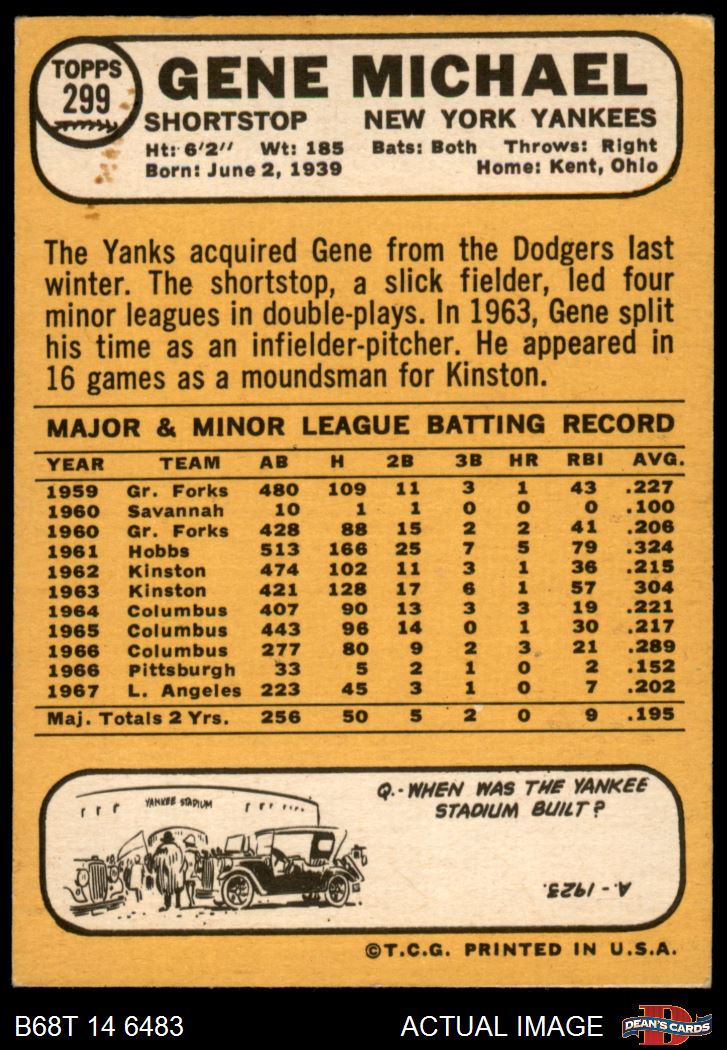 TOPPS
299
GENE MICHAEL
SHORTSTOP NEW YORK YANKEES
Ht: 6'2" Wt: 185 Bats: Both Throws: Right
Born: June 2, 1939 Home: Kent, Ohio
The Yanks acquired Gene from the Dodgers last
winter. The shortstop, a slick fielder, led four
minor leagues in double-plays. In 1963, Gene split
his time as an infielder-pitcher. He appeared in
16 games as a moundsman for Kinston.
MAJOR & MINOR LEAGUE BATTING RECORD
YEAR TEAM AB H 2B 3B HR RBI AVG.
1959 Gr. Forks 480 109 11 3 1 43 .227
1960 Savannah 10 1 1 0 0 0 .100
1960 Gr. Forks 428 88 15 2 2 41 .206
1961 Hobbs 513 166 25 7 5 79 .324
1962 Kinston 474 102 11 3 1 36 .215
1963 Kinston 421 128 17 6 1 57 304
1964 Columbus 407 90 13 3 3 19 .221
1965 Columbus 443 96 14 0 1 30 .217
1966 Columbus 277 80 9 2 3 21 .289
1966 Pittsburgh 33 5 2 1 0 2 .152
1967 L. Angeles 223 45 3 1 0 7 .202
Maj. Totals 2 Yrs. 256 50 5 2 0 9 .195
YANKEE STADIUM
Q.-WHEN WAS THE YANKEE
STADIUM BUILT?
A.-1923.
©T.C.G. PRINTED IN U.S.A.
B68T 14 6483 ACTUAL IMAGE
D
DEAN'S CARDS